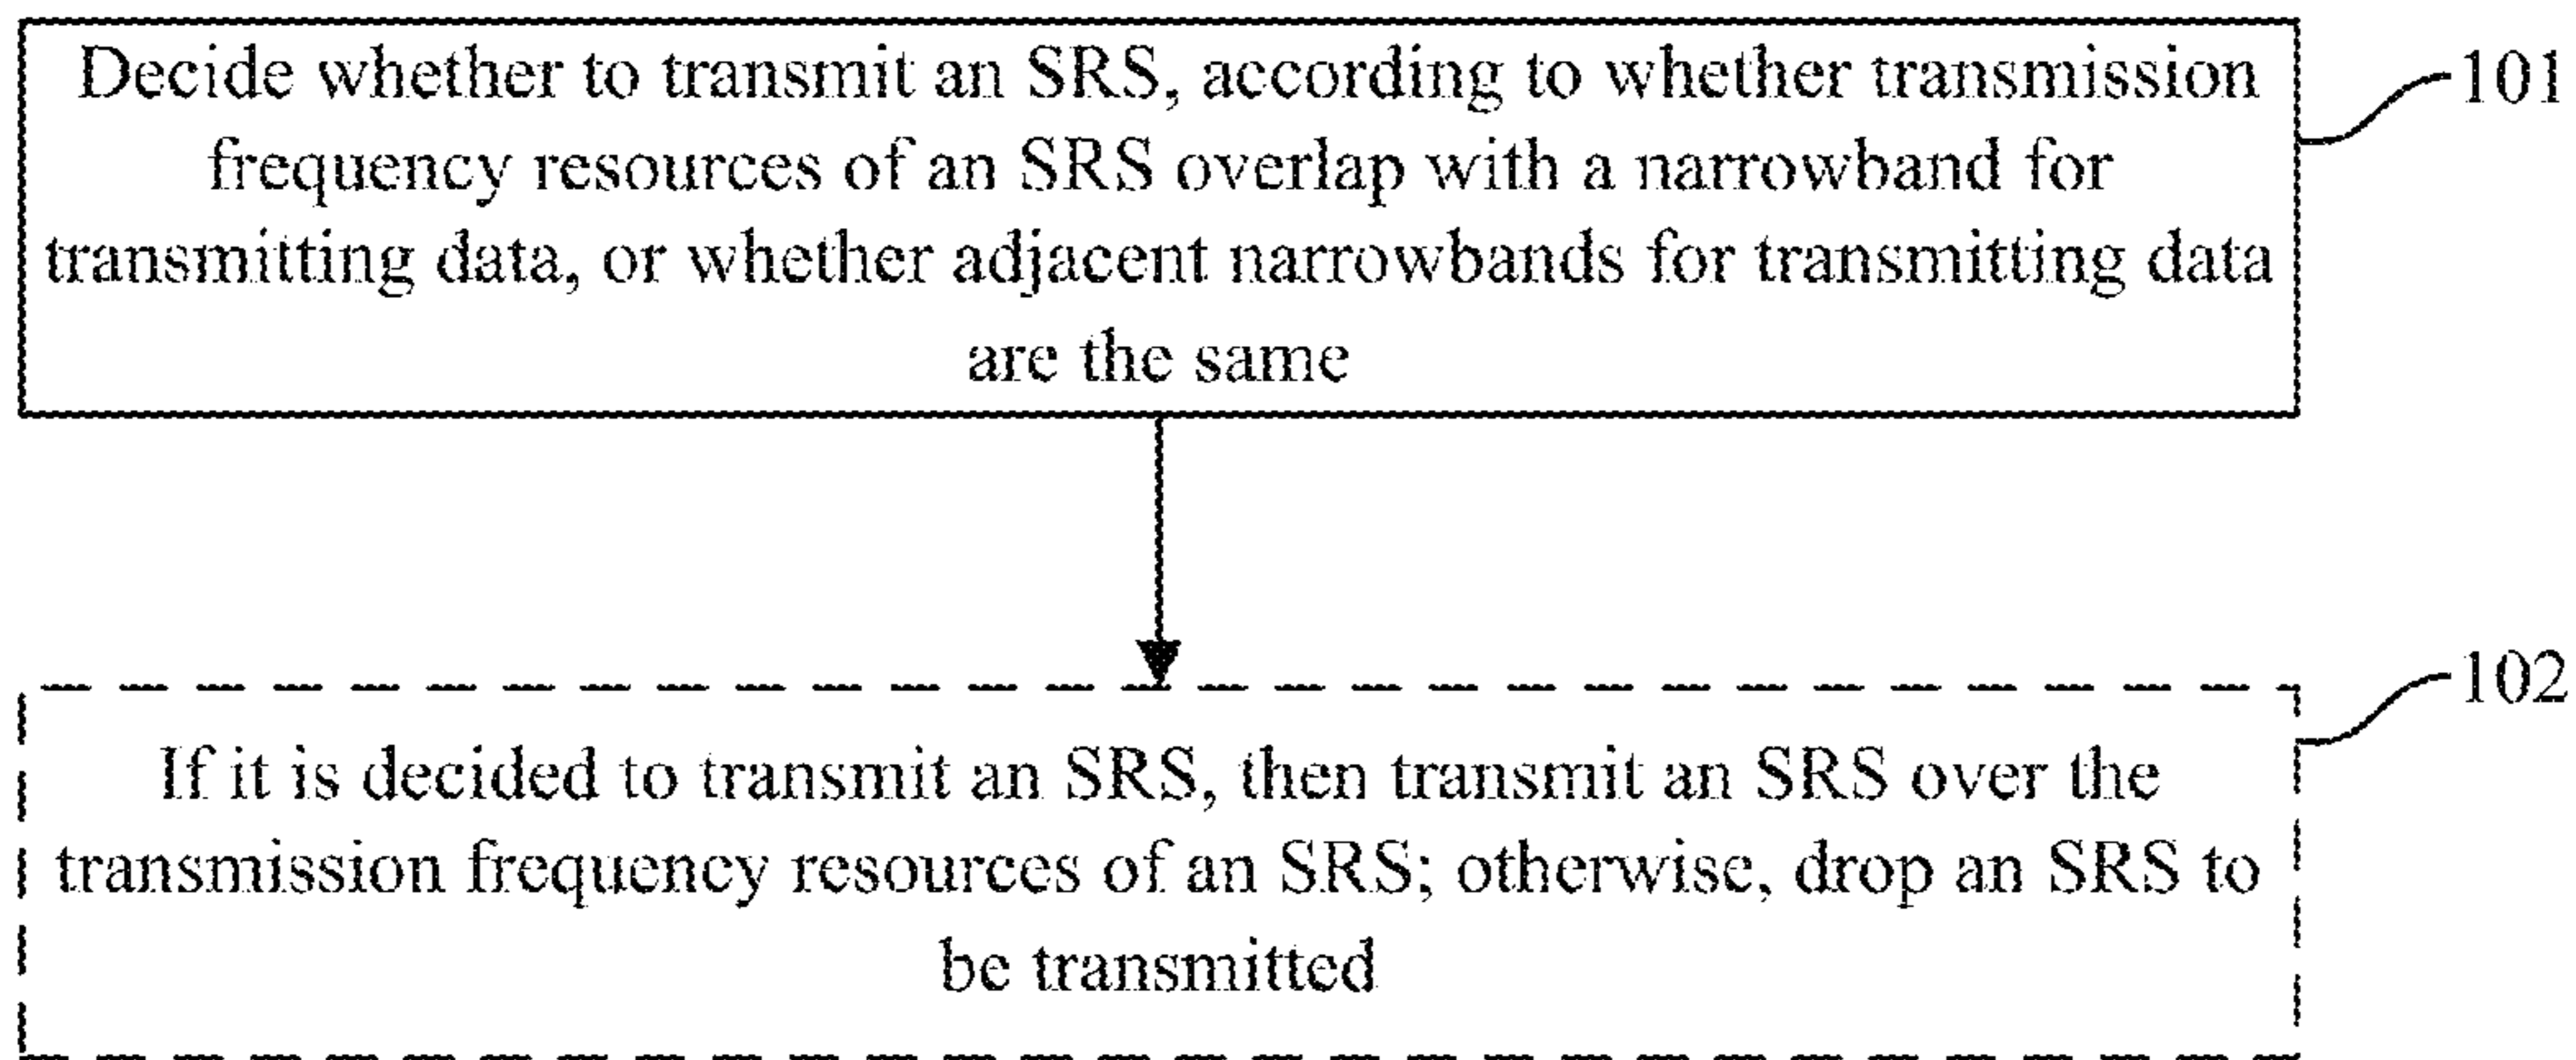 Decide whether to transmit an SRS, according to whether transmission
frequency resources of an SRS overlap with a narrowband for
transmitting data, or whether adjacent narrowbands for transmitting data
are the same
101
If it is decided to transmit an SRS, then transmit an SRS over the
transmission frequency resources of an SRS; otherwise, drop an SRS to
be transmitted
102